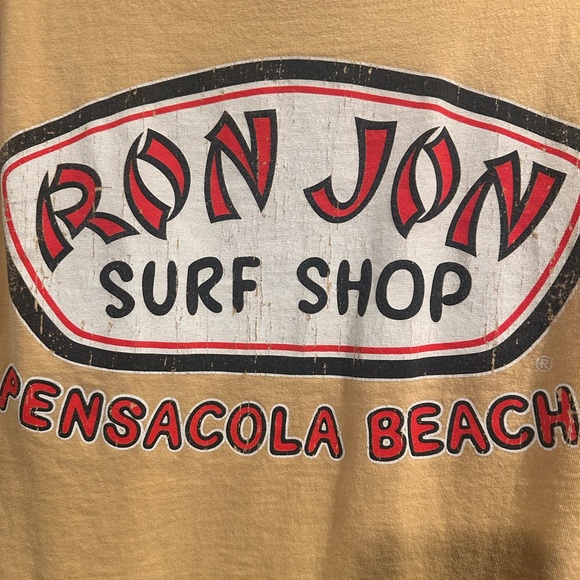 RON JON
SURF SHOP
®
PENSACOLA BEACH